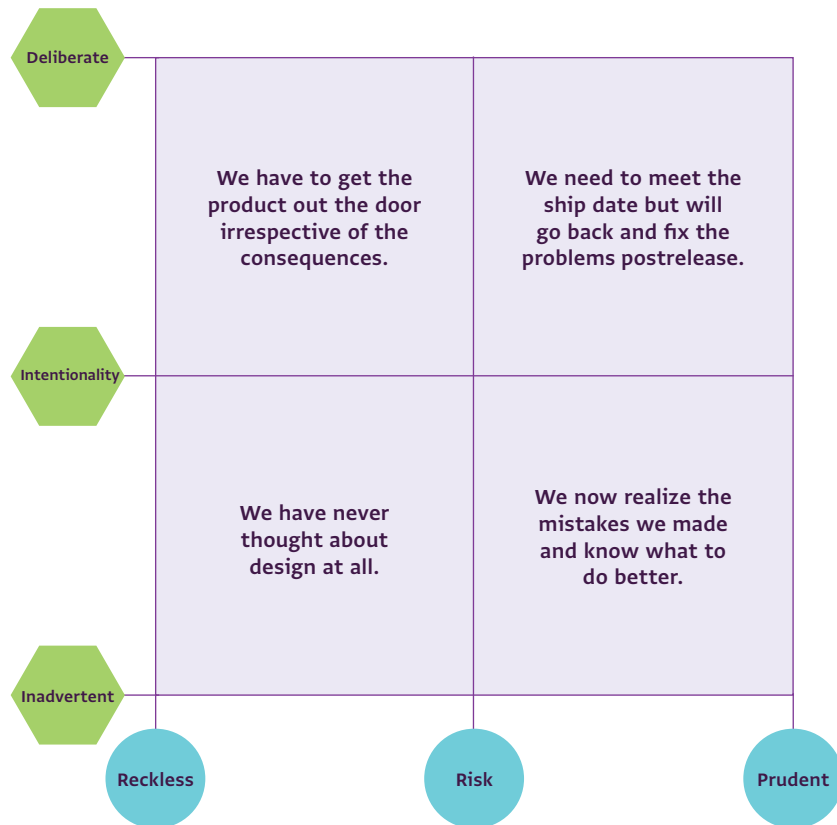 Deliberate
We have to get the
product out the door
irrespective of the
consequences.
We need to meet the
ship date but will
go back and fix the
problems postrelease.
Intentionality
We have never
thought about
design at all.
We now realize the
mistakes we made
and know what to
do better.
Inadvertent
Reckless
Risk
Prudent